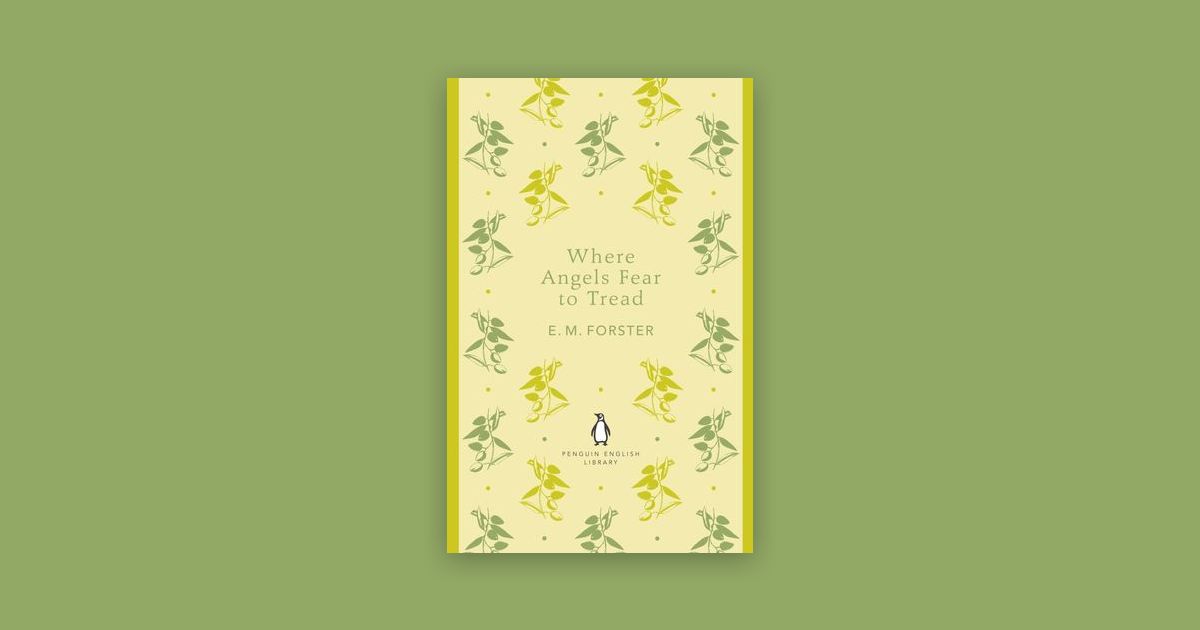 Where
Angels Fear
to Tread
E. M. FORSTER
PENGUIN ENGLISH
LIBRARY